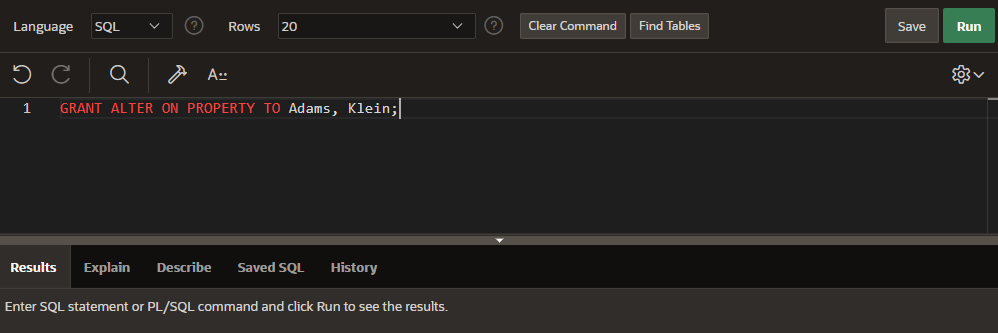 Language SQL ? Rows 20 ? Clear Command Find Tables Save Run
A::
1 GRANT ALTER ON PROPERTY TO Adams, Klein;
Results Explain Describe Saved SQL History
Enter SQL statement or PL/SQL command and click Run to see the results.